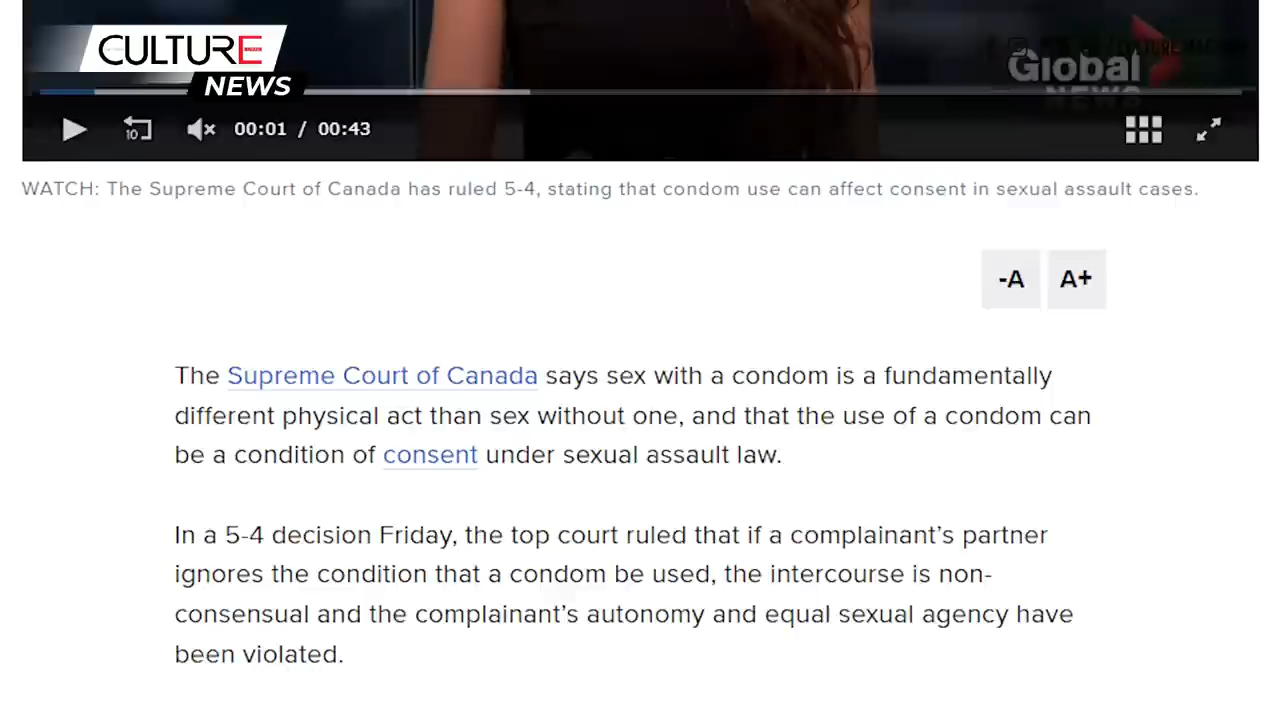 CULTURE
NEWS
Global
NEWS
10
00:01 / 00:43
WATCH: The Supreme Court of Canada has ruled 5-4, stating that condom use can affect consent in sexual assault cases.
-A A+
The Supreme Court of Canada says sex with a condom is a fundamentally
different physical act than sex without one, and that the use of a condom can
be a condition of consent under sexual assault law.
In a 5-4 decision Friday, the top court ruled that if a complainant’s partner
ignores the condition that a condom be used, the intercourse is non-
consensual and the complainant’s autonomy and equal sexual agency have
been violated.